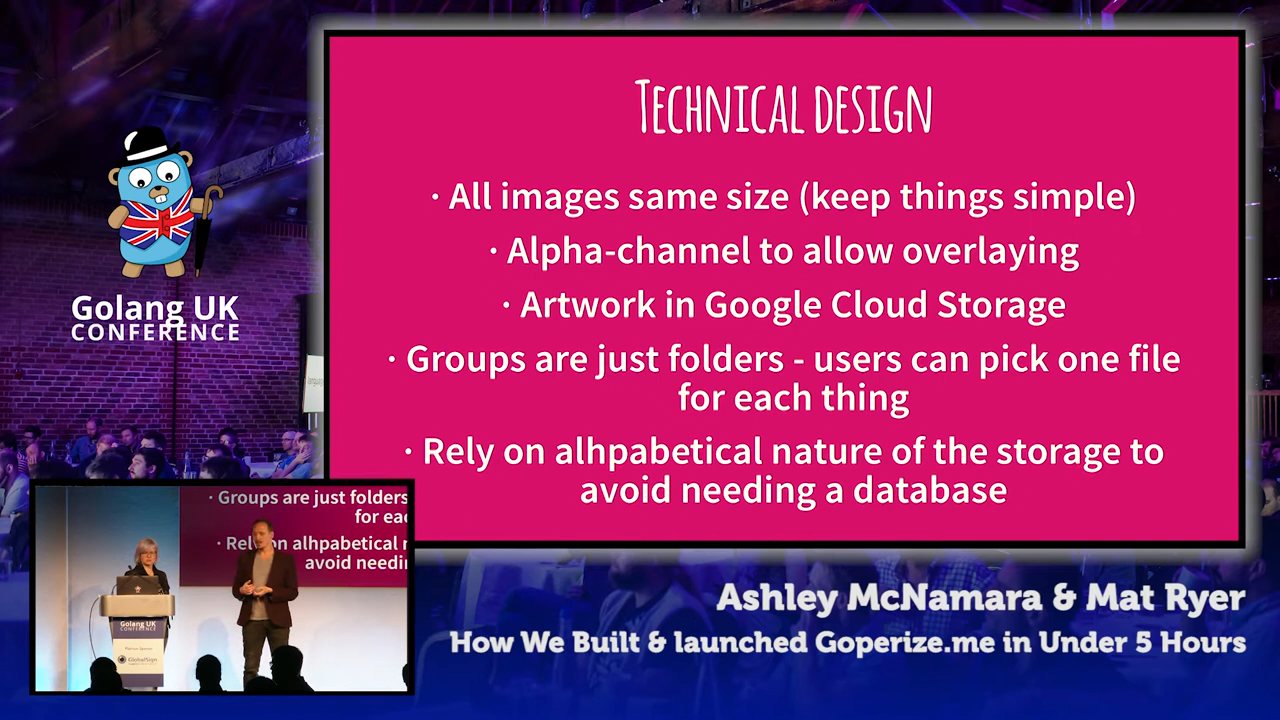 TECHNICAL DESIGN
· All images same size (keep things simple)
· Alpha-channel to allow overlaying
· Artwork in Google Cloud Storage
· Groups are just folders - users can pick one file
for each thing
· Rely on alhpabetical nature of the storage to
avoid needing a database
Golang UK
CONFERENCE
· Groups are just folders
for eac
· Rely on alhpabetical
avoid needi
Golang UK
CONFERENCE
GlobalSign
Ashley McNamara & Mat Ryer
How We Built & launched Goperize.me in Under 5 Hours